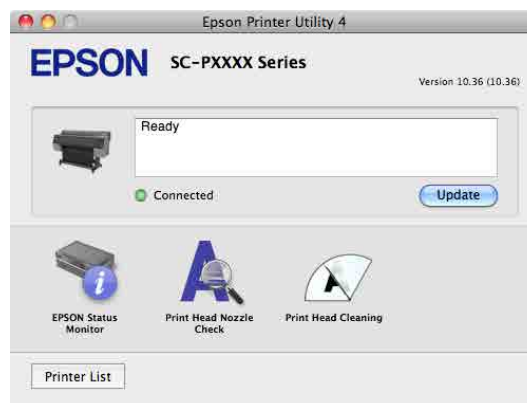 Epson Printer Utility 4
EPSON SC-PXXXX Series
Version 10.36 (10.36)
Ready
Connected
Update
EPSON Status
Monitor
Print Head Nozzle
Check
Print Head Cleaning
Printer List